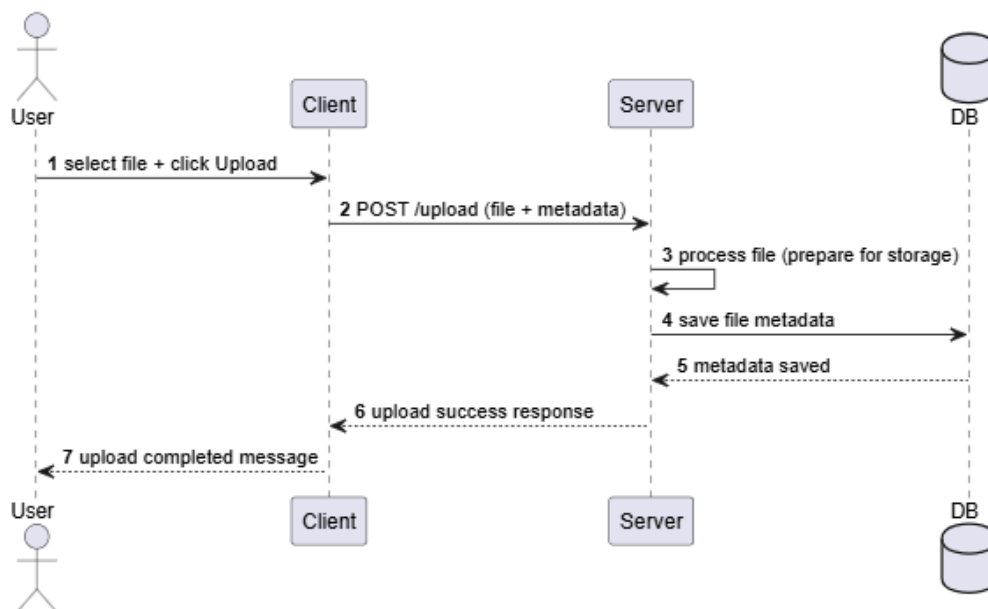 User
Client
Server
DB
1 select file + click Upload
2 POST /upload (file + metadata)
3 process file (prepare for storage)
4 save file metadata
5 metadata saved
6 upload success response
7 upload completed message
User
Client
Server
DB